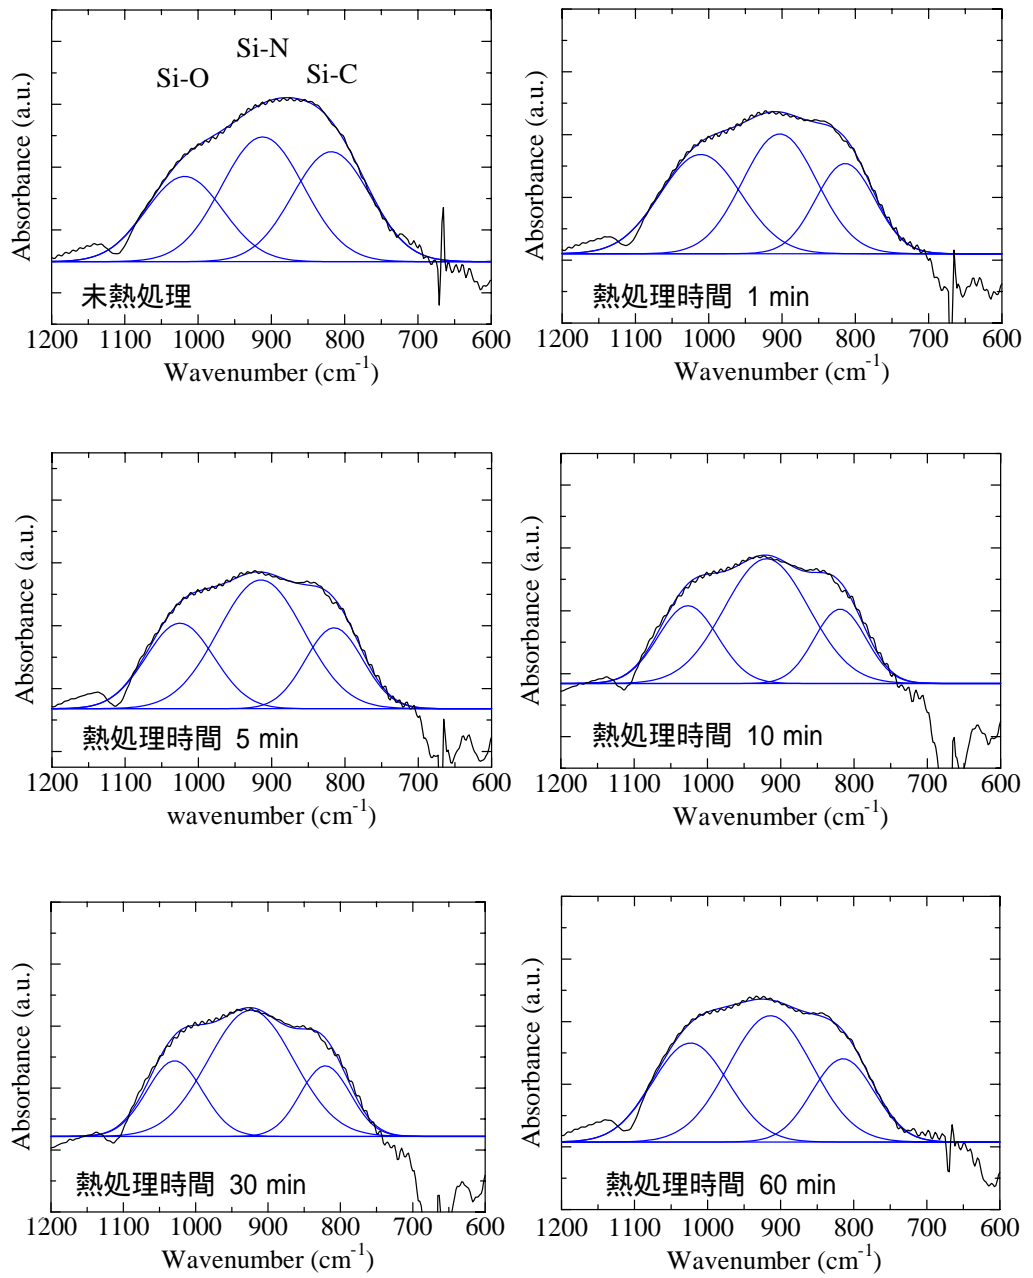 Absorbance (a.u.)
Si-O
Si-N
Si-C
未熱処理
1200 1100 1000 900 800 700 600
Wavenumber (cm-1)
Absorbance (a.u.)
熱処理時間 1 min
1200 1100 1000 900 800 700 600
Wavenumber (cm-1)
Absorbance (a.u.)
熱処理時間 5 min
1200 1100 1000 900 800 700 600
wavenumber (cm-1)
Absorbance (a.u.)
熱処理時間 10 min
1200 1100 1000 900 800 700 600
Wavenumber (cm-1)
Absorbance (a.u.)
熱処理時間 30 min
1200 1100 1000 900 800 700 600
Wavenumber (cm-1)
Absorbance (a.u.)
熱処理時間 60 min
1200 1100 1000 900 800 700 600
Wavenumber (cm-1)